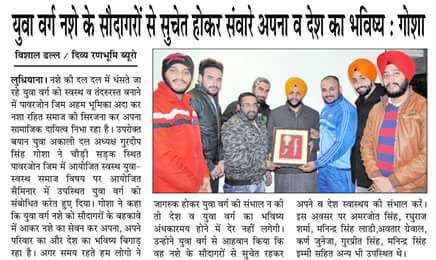 युवा वर्ग नशे के सौदागरों से सुचेत होकर संवारे अपना व देश का भविष्य : गोशा
विशाल ढल्ल / दिव्य रणभूमि ब्यूरो
लुधियाना। नशे की दल दल में धंसते जा
रहे युवा वर्ग को स्वस्थ व तंदरुस्त बनाने
में पावरजोन जिम अहम भूमिका अदा कर
नशा रहित समाज की सिरजना कर अपना
सामाजिक दायित्व निभा रहा है। उपरोक्त
बयान युवा अकाली दल अध्यक्ष गुरदीप
सिंह गोशा ने चौड़ी सड़क स्थित
पावरजोन जिम में आयोजित स्वस्थ युवा-
स्वस्थ समाज विषय पर आयोजित
सैमिनार में उपस्थित युवा वर्ग को
संबोधित करते हुए दिया। गोशा ने कहा
कि युवा वर्ग नशे को सौदागरों के बहकावे
में आकर नशे का सेवन कर अपना, अपने
परिवार का और देश का भविष्य बिगाड़
रहा है। अगर समय रहते हम लोगो ने
जागरुक होकर युवा वर्ग की संभाल न की
तो देश व युवा वर्ग का भविष्य
अंधकारमय होने में देर नहीं लगेगी।
उन्होने युवा वर्ग से आहवान किया कि
वह नशे के सौदागरों से सुचेत रहकर
अपने व देश स्वास्थय की संभाल करें।
इस अवसर पर अमरजोत सिंह, रघुराज
शर्मा, मनिन्द्र सिंह लाडी,अवतार ग्रेवाल,
कर्ण जुनेजा, गुरप्रीत सिंह, मनिन्द्र सिंह
इम्मी सहित अन्य भी उपस्थित थे।